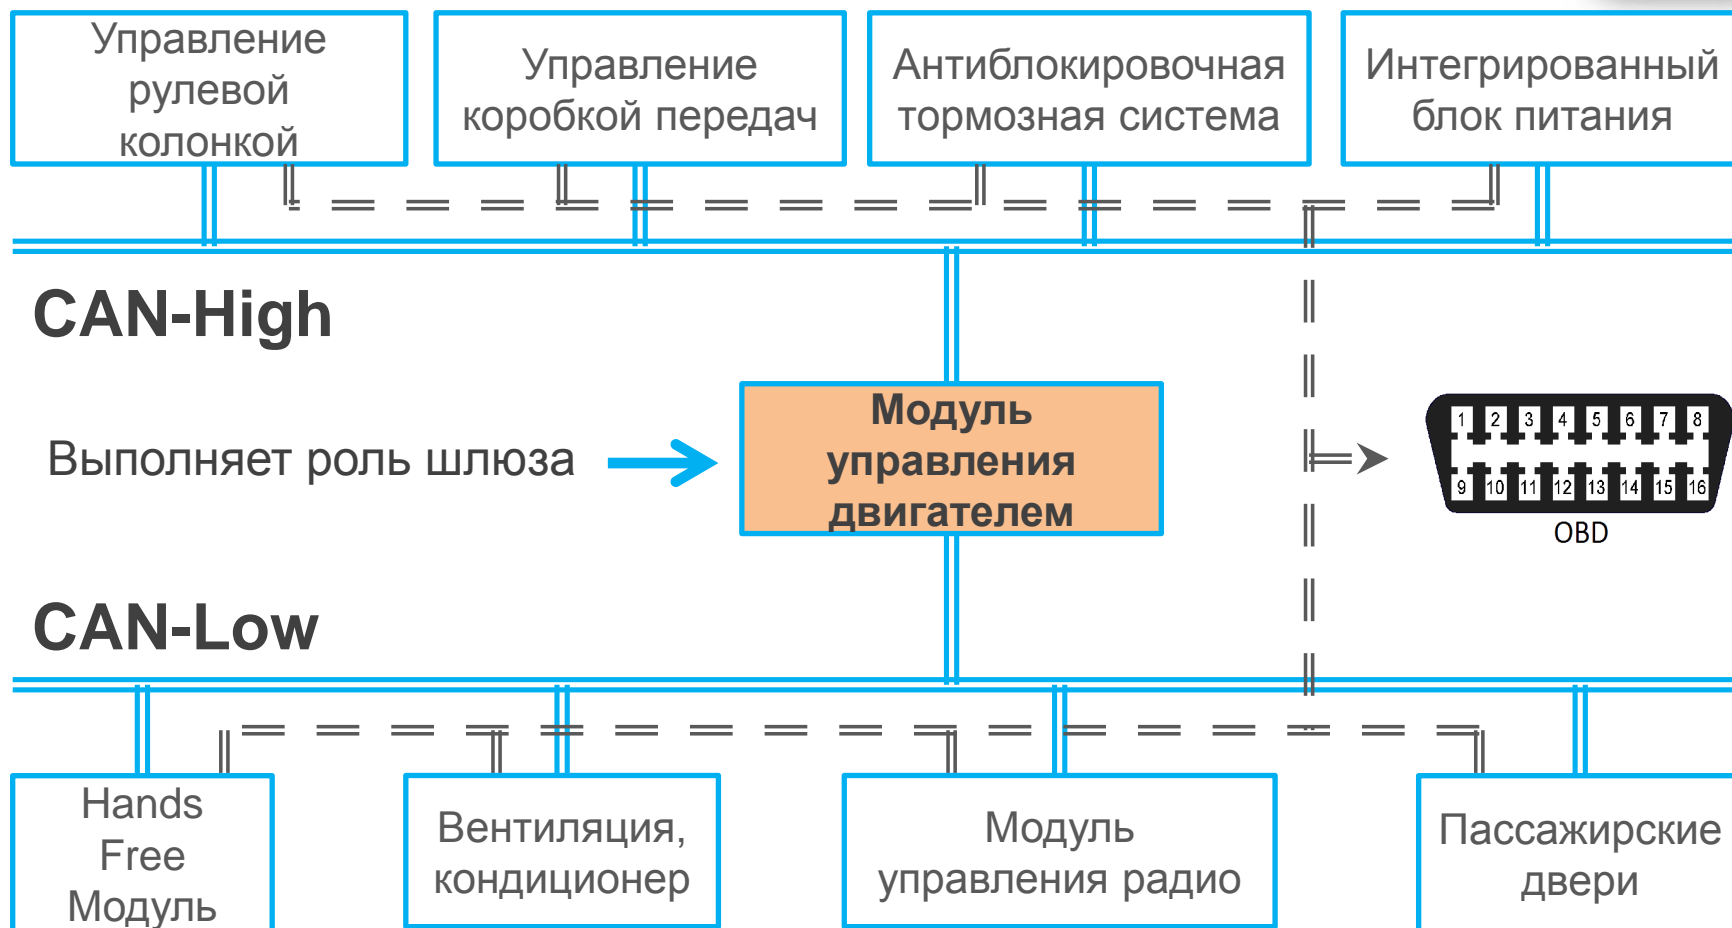 Управление
рулевой
колонкой
Управление
коробкой передач
Антиблокировочная
тормозная система
Интегрированный
блок питания
CAN-High
Выполняет роль шлюза
Модуль
управления
двигателем
1 2 3 4 5 6 7 8
9 10 11 12 13 14 15 16
OBD
CAN-Low
Hands
Free
Модуль
Вентиляция,
кондиционер
Модуль
управления радио
Пассажирские
двери